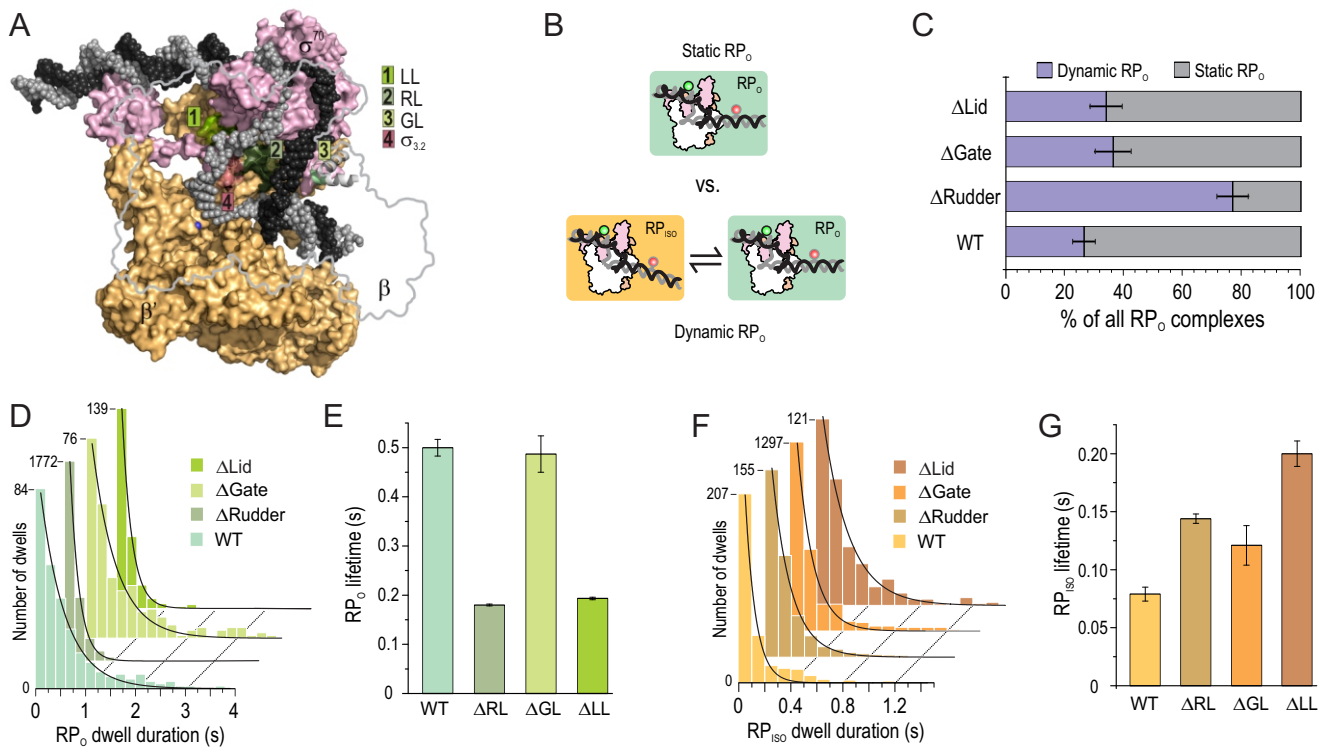 A
σ70
1 LL
2 RL
3 GL
4 σ3.2
1
2
3
4
β'
β
B
Static RPO
RPO
vs.
RPISO
RPO
Dynamic RPO
C
Dynamic RPO
Static RPO
ΔLid
ΔGate
ΔRudder
WT
0 20 40 60 80 100
% of all RPO complexes
D
139
76
1772
84
0
Number of dwells
ΔLid
ΔGate
ΔRudder
WT
0 1 2 3 4
RPO dwell duration (s)
E
RPO lifetime (s)
0.5
0.4
0.3
0.2
0.1
0
WT ΔRL ΔGL ΔLL
F
121
1297
155
207
0
Number of dwells
ΔLid
ΔGate
ΔRudder
WT
0 0.4 0.8 1.2
RPISO dwell duration (s)
G
RPISO lifetime (s)
0.20
0.15
0.10
0.05
0
WT ΔRL ΔGL ΔLL